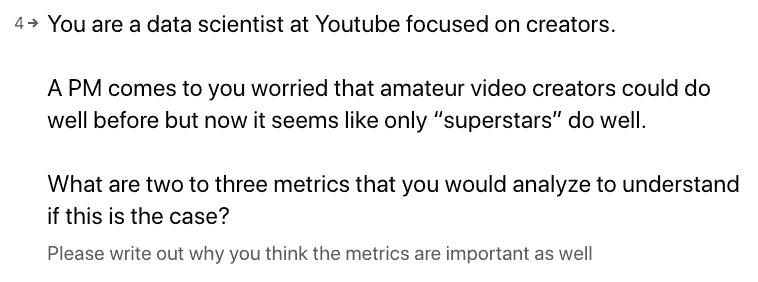 4→ You are a data scientist at Youtube focused on creators.
A PM comes to you worried that amateur video creators could do
well before but now it seems like only “superstars” do well.
What are two to three metrics that you would analyze to understand
if this is the case?
Please write out why you think the metrics are important as well